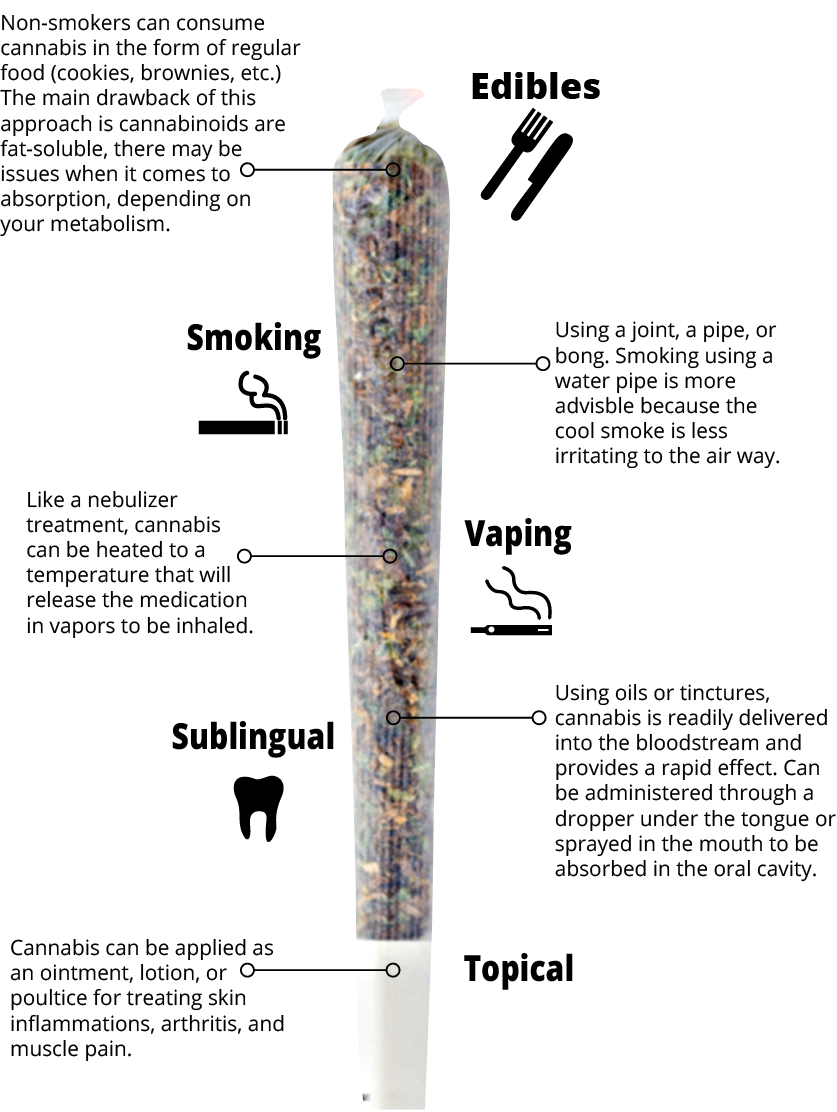 Non-smokers can consume
cannabis in the form of regular
food (cookies, brownies, etc.)
The main drawback of this
approach is cannabinoids are
fat-soluble, there may be
issues when it comes to
absorption, depending on
your metabolism.
Edibles
Smoking
Using a joint, a pipe, or
bong. Smoking using a
water pipe is more
advisble because the
cool smoke is less
irritating to the air way.
Like a nebulizer
treatment, cannabis
can be heated to a
temperature that will
release the medication
in vapors to be inhaled.
Vaping
Sublingual
Using oils or tinctures,
cannabis is readily delivered
into the bloodstream and
provides a rapid effect. Can
be administered through a
dropper under the tongue or
sprayed in the mouth to be
absorbed in the oral cavity.
Cannabis can be applied as
an ointment, lotion, or
poultice for treating skin
inflammations, arthritis, and
muscle pain.
Topical